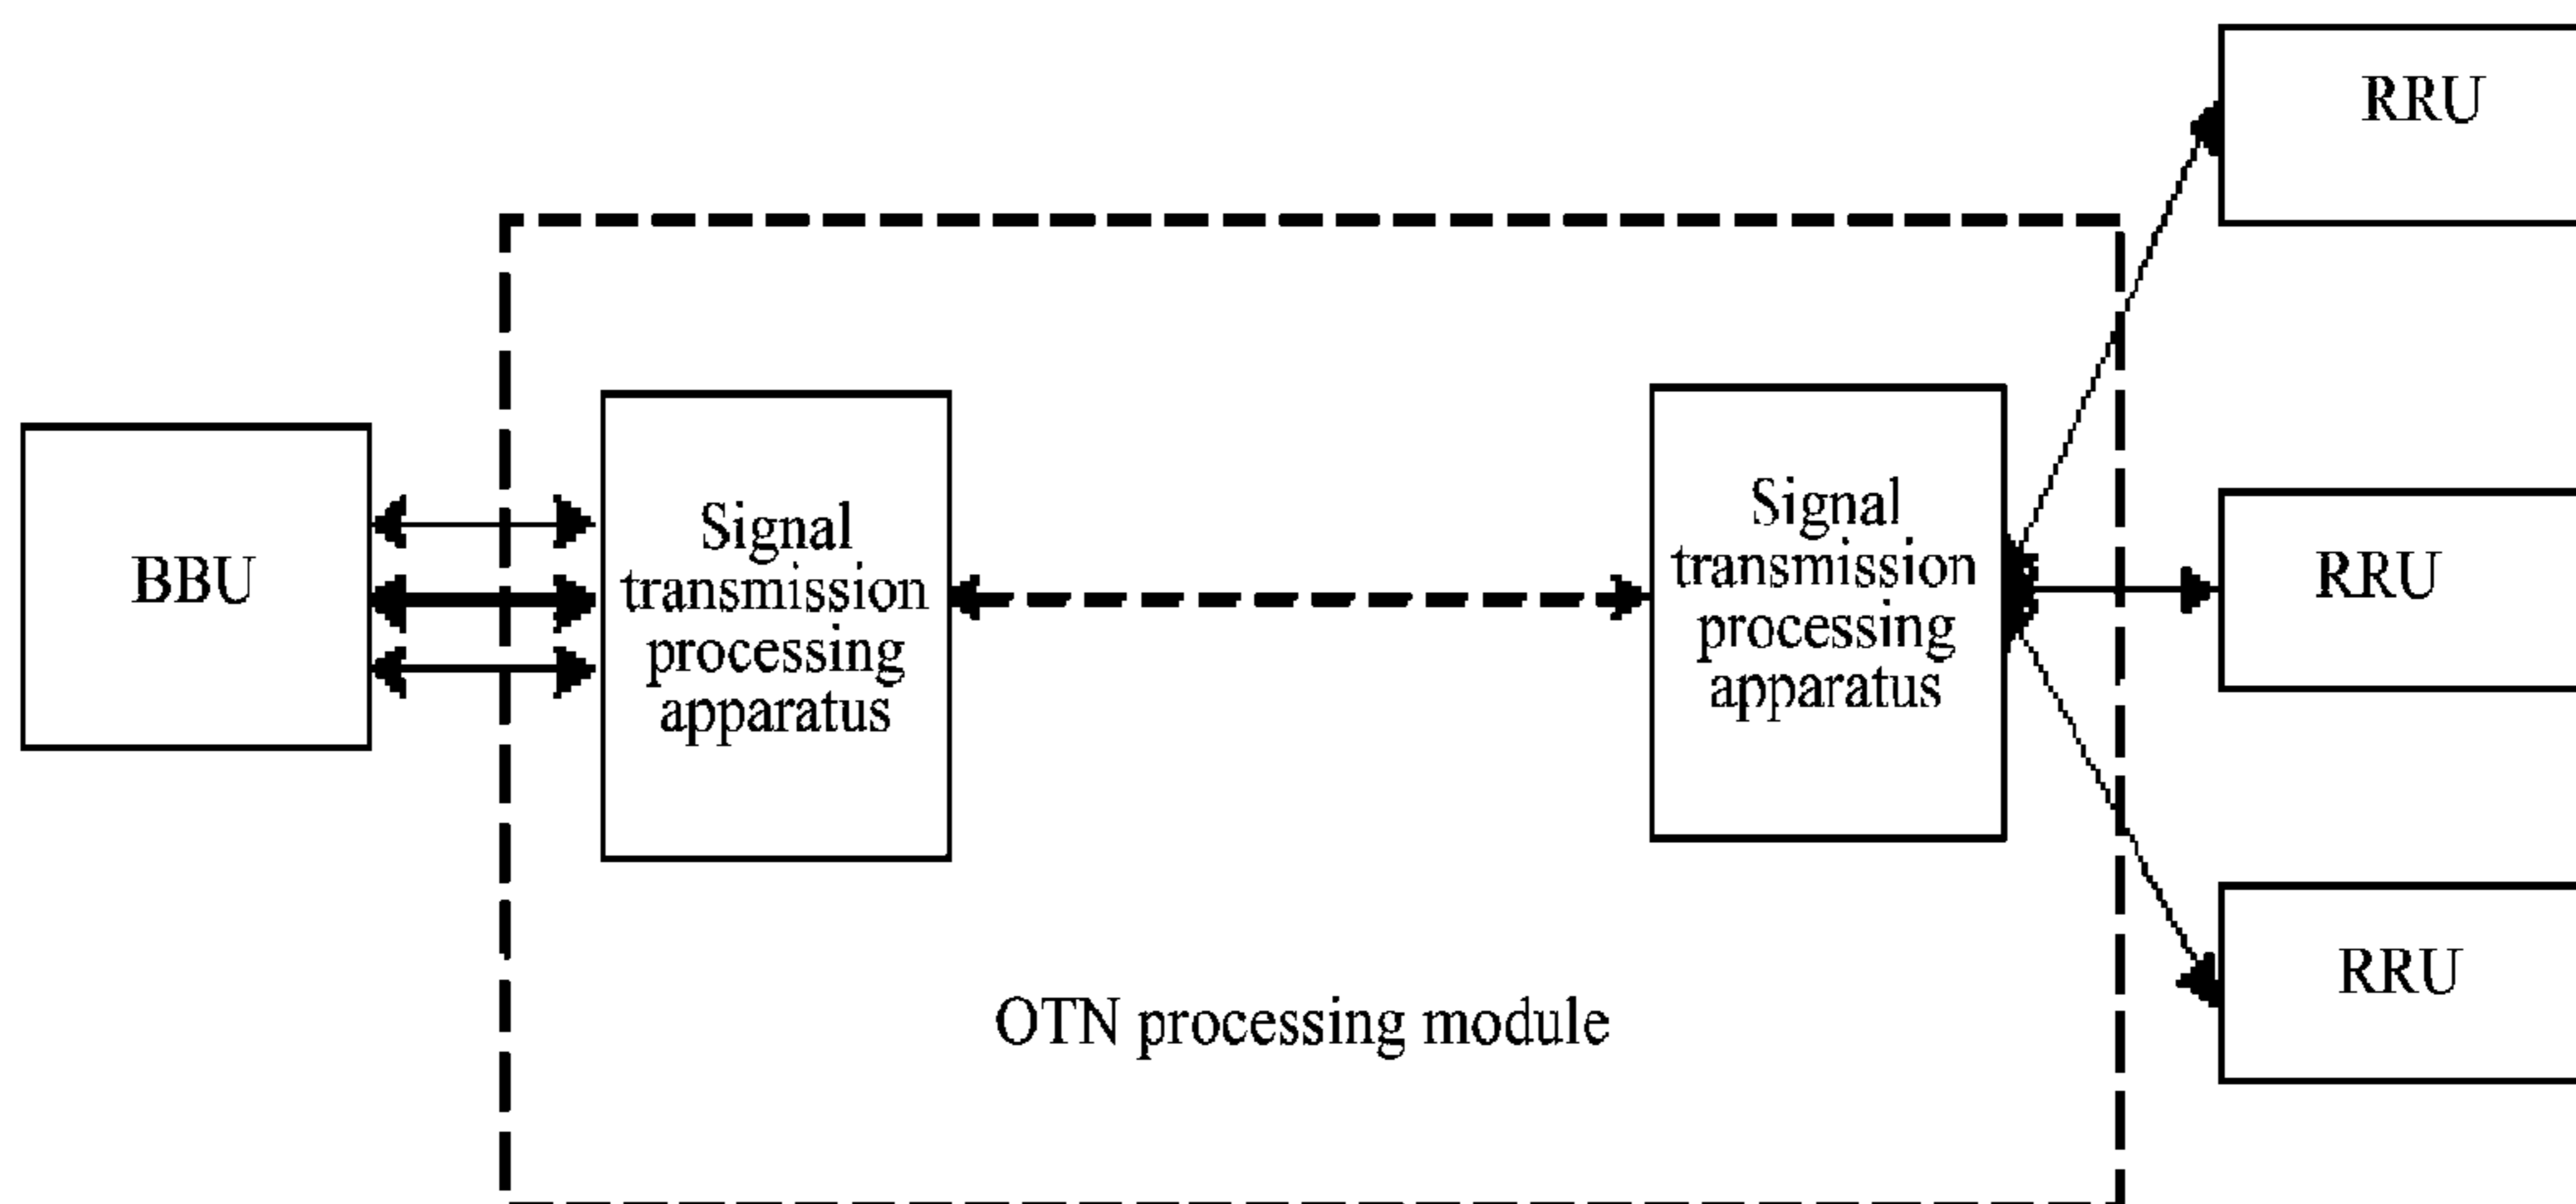 RRU
BBU
Signal
transmission
processing
apparatus
Signal
transmission
processing
apparatus
RRU
RRU
OTN processing module